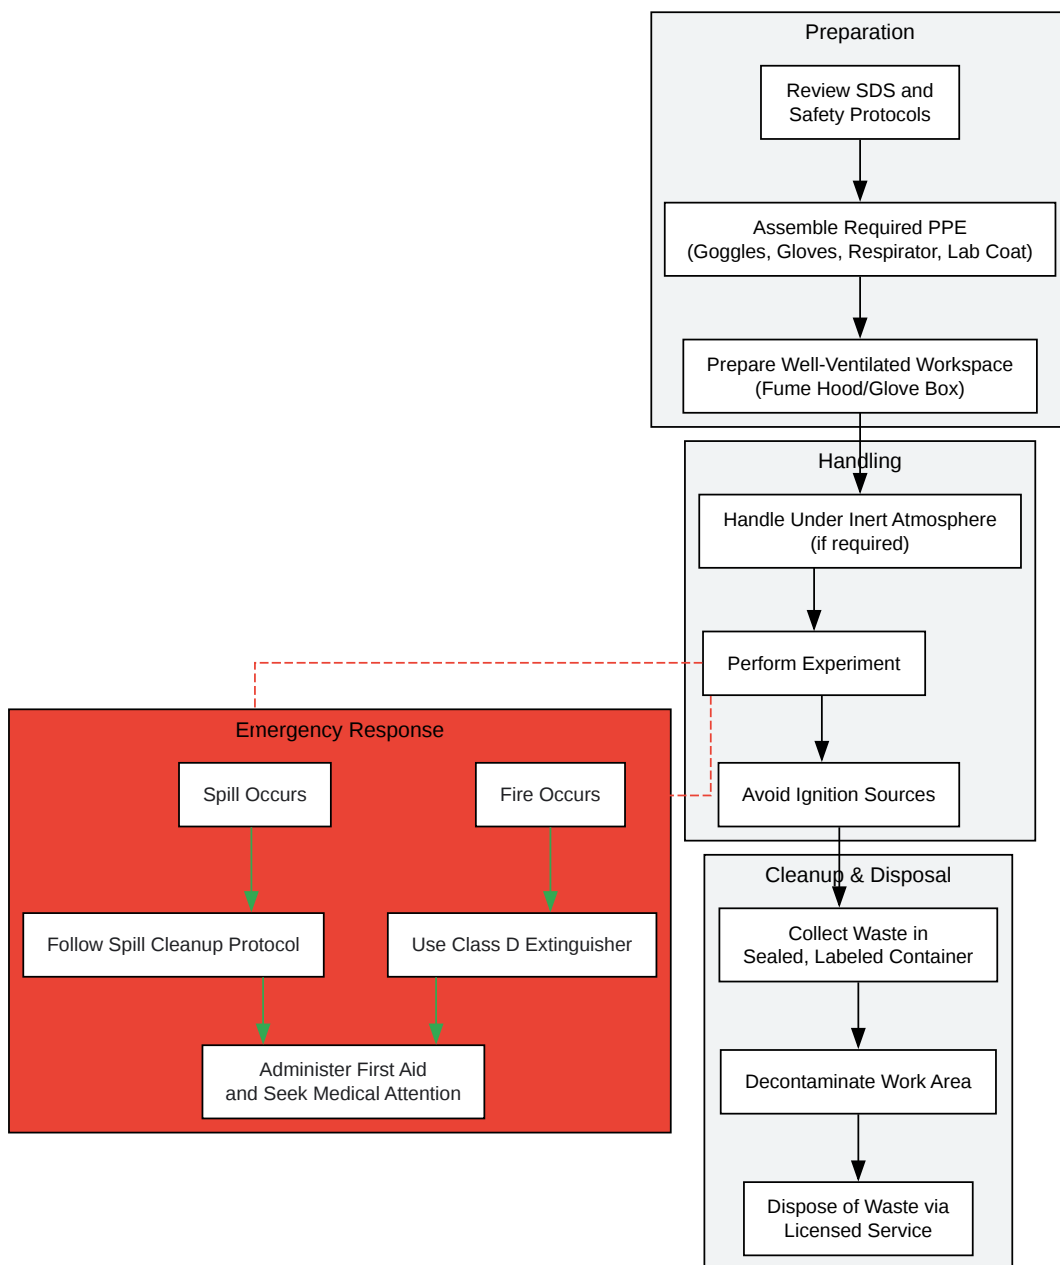 Preparation
Review SDS and
Safety Protocols
Assemble Required PPE
(Goggles, Gloves, Respirator, Lab Coat)
Prepare Well-Ventilated Workspace
(Fume Hood/Glove Box)
Handling
Handle Under Inert Atmosphere
(if required)
Perform Experiment
Avoid Ignition Sources
Emergency Response
Spill Occurs
Fire Occurs
Follow Spill Cleanup Protocol
Use Class D Extinguisher
Administer First Aid
and Seek Medical Attention
Cleanup & Disposal
Collect Waste in
Sealed, Labeled Container
Decontaminate Work Area
Dispose of Waste via
Licensed Service